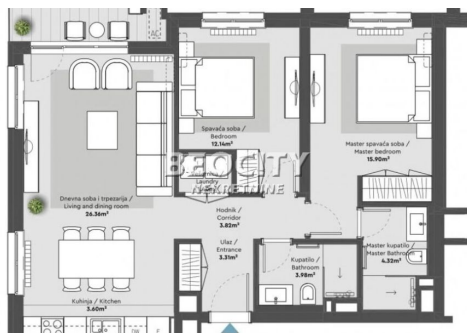 AC
Spavaća soba /
Bedroom
12.14m²
Master spavaća soba /
Master bedroom
15.90m²
BEOCITY
NEKRETNINE
Laundry
Dnevna soba i trpezarija /
Living and dining room
26.36m²
Hodnik /
Corridor
3.82m²
Ulaz /
Entrance
3.31m²
Kupatilo /
Bathroom
3.98m²
Master kupatilo /
Master Bathroom
4.32m²
Kuhinja / Kitchen
3.60m²